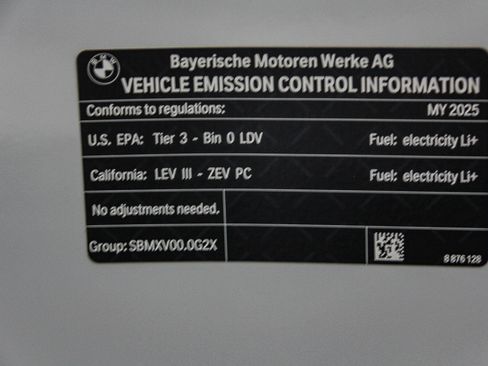 BMW
Bayerische Motoren Werke AG
VEHICLE EMISSION CONTROL INFORMATION
Conforms to regulations: MY 2025
U.S. EPA: Tier 3 - Bin 0 LDV Fuel: electricity Li+
California: LEV III - ZEV PC Fuel: electricity Li+
No adjustments needed.
Group: SBMXV00.0G2X
8 876 128